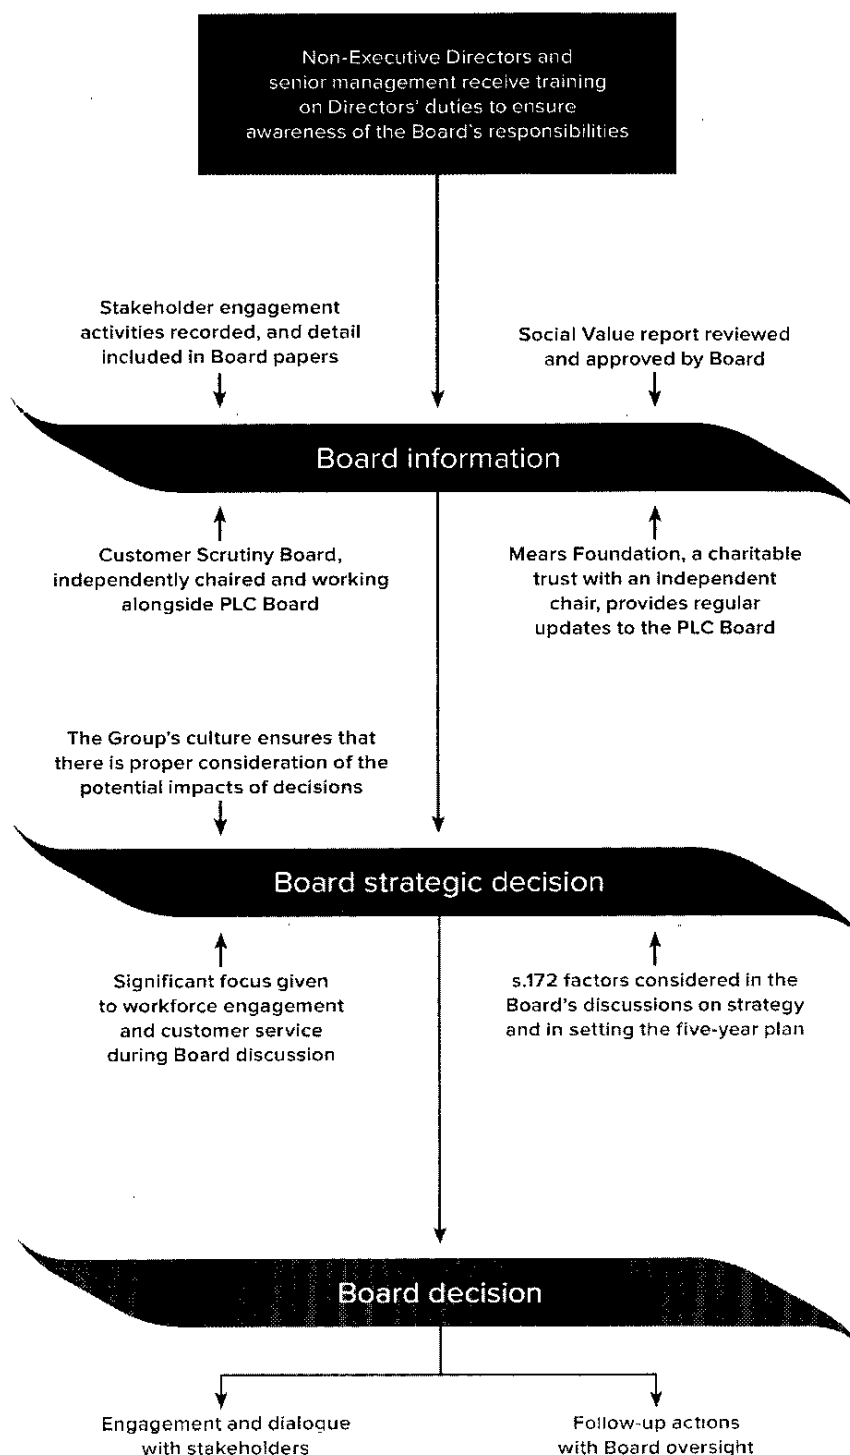 Non-Executive Directors and
senior management receive training
on Directors' duties to ensure
awareness of the Board's responsibilities
Stakeholder engagement
activities recorded, and detail
included in Board papers
Social Value report reviewed
and approved by Board
Board information
Customer Scrutiny Board,
independently chaired and working
alongside PLC Board
Mears Foundation, a charitable
trust with an independent
chair, provides regular
updates to the PLC Board
The Group's culture ensures that
there is proper consideration of the
potential impacts of decisions
Board strategic decision
Significant focus given
to workforce engagement
and customer service
during Board discussion
s.172 factors considered in the
Board's discussions on strategy
and in setting the five-year plan
Board decision
Engagement and dialogue
with stakeholders
Follow-up actions
with Board oversight